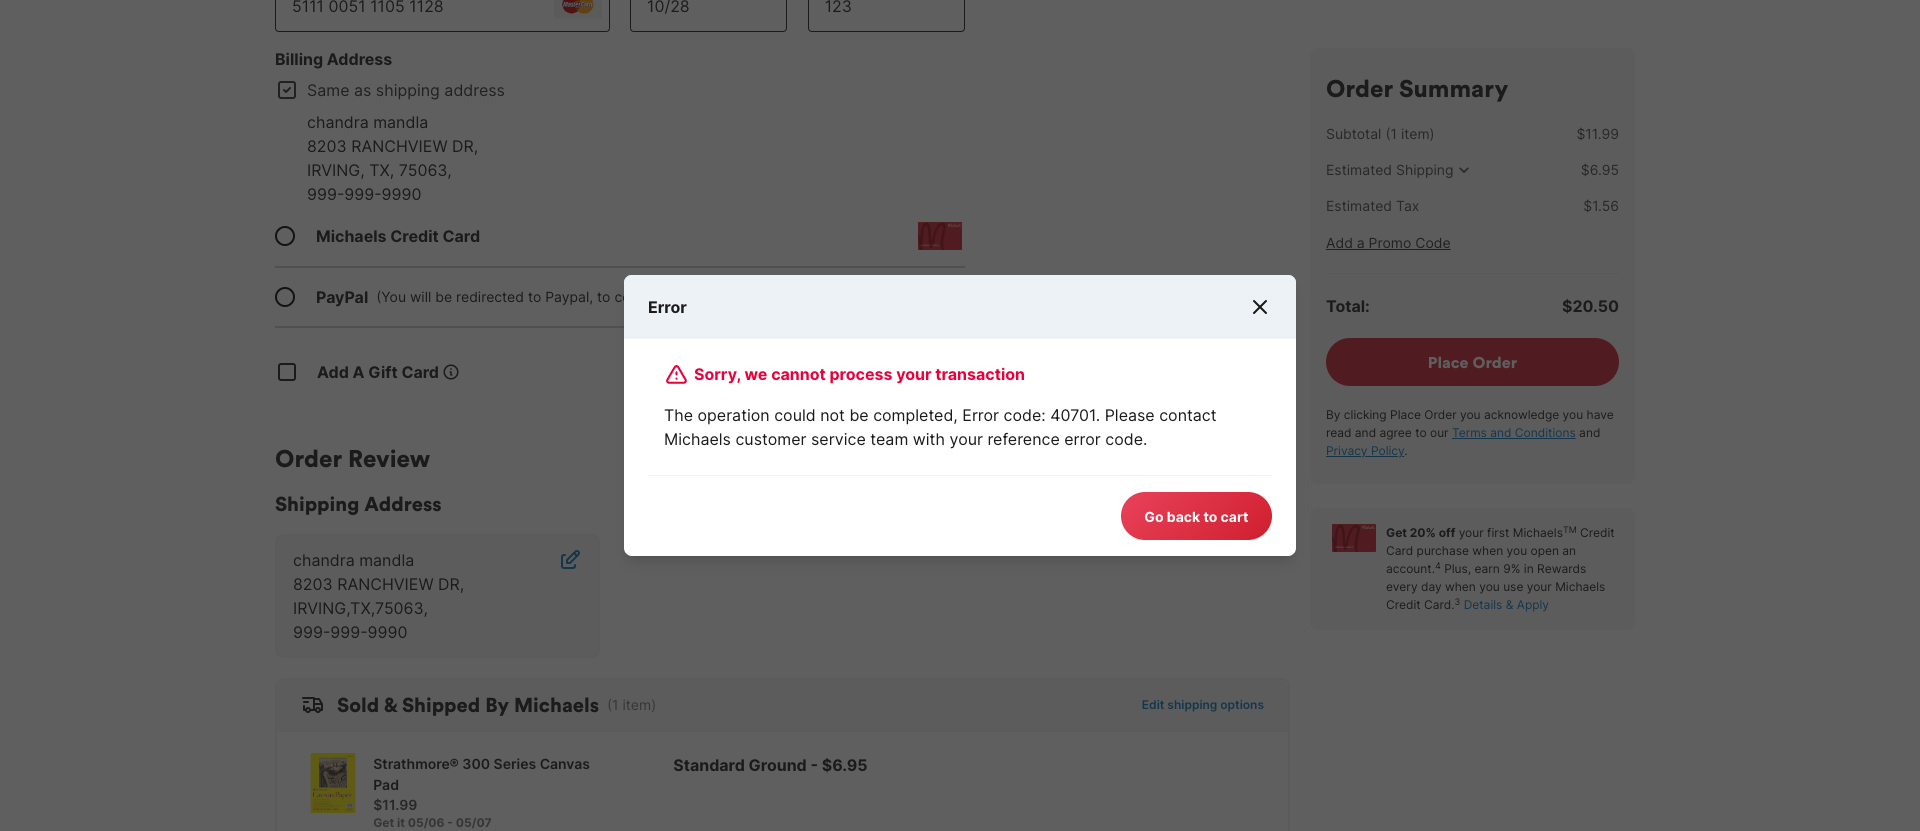 5111 0051 1105 1128
MasterCard
10/28
123
Billing Address
Same as shipping address
chandra mandla
8203 RANCHVIEW DR,
IRVING, TX, 75063,
999-999-9990
Michaels Credit Card
PayPal (You will be redirected to Paypal, to c
Add A Gift Card
Order Summary
Subtotal (1 item) $11.99
Estimated Shipping $6.95
Estimated Tax $1.56
Add a Promo Code
Total: $20.50
Place Order
By clicking Place Order you acknowledge you have
read and agree to our Terms and Conditions and
Privacy Policy.
Get 20% off your first Michaels™ Credit
Card purchase when you open an
account.⁴ Plus, earn 9% in Rewards
every day when you use your Michaels
Credit Card.³ Details & Apply
Error
Sorry, we cannot process your transaction
The operation could not be completed, Error code: 40701. Please contact
Michaels customer service team with your reference error code.
Go back to cart
Order Review
Shipping Address
chandra mandla
8203 RANCHVIEW DR,
IRVING,TX,75063,
999-999-9990
Sold & Shipped By Michaels (1 item)
Edit shipping options
Strathmore® 300 Series Canvas
Pad
$11.99
Get it 05/06 - 05/07
Standard Ground - $6.95
Canvas Paper